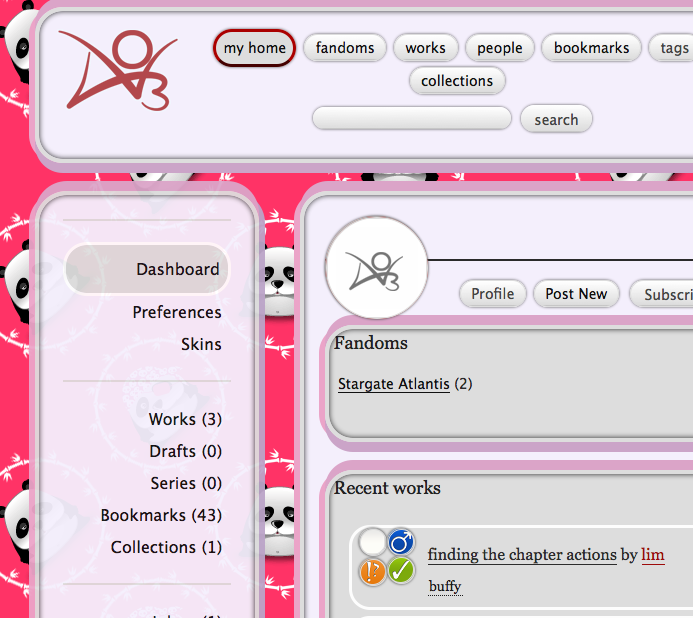 my home fandoms works people bookmarks tags
collections
search
Dashboard
Preferences
Skins
Works (3)
Drafts (0)
Series (0)
Bookmarks (43)
Collections (1)
Profile Post New Subscri
Fandoms
Stargate Atlantis (2)
Recent works
finding the chapter actions by lim
buffy